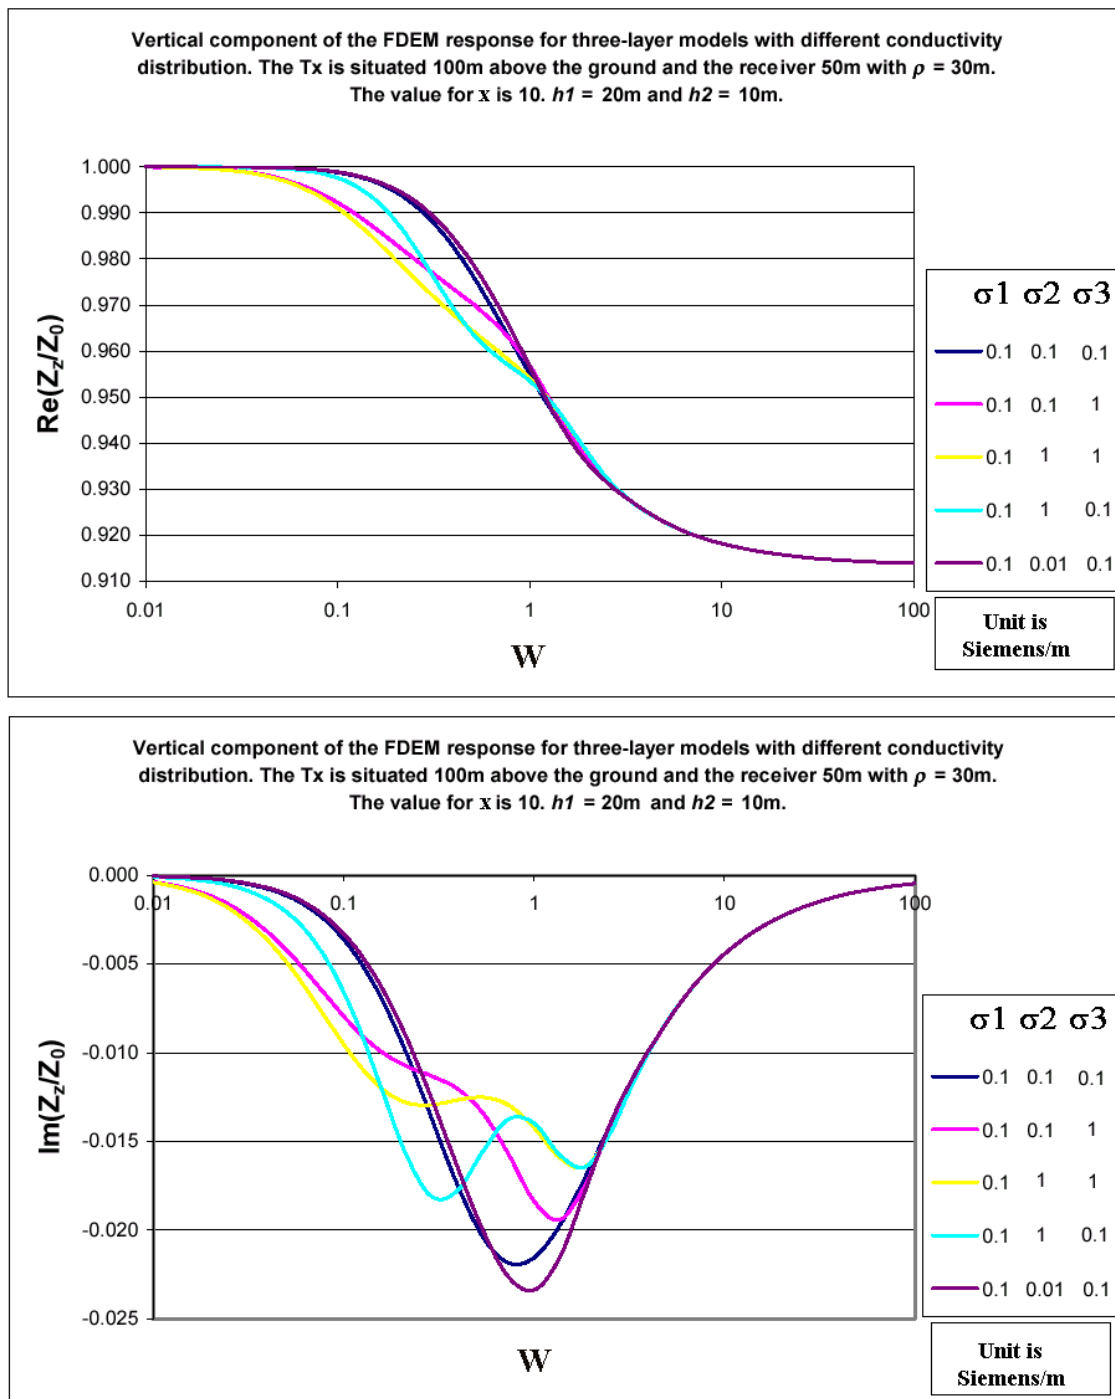 Vertical component of the FDEM response for three-layer models with different conductivity
distribution. The Tx is situated 100m above the ground and the receiver 50m with ρ = 30m.
The value for x is 10. h1 = 20m and h2 = 10m.
Re(Zz/Z0)
1.000
0.990
0.980
0.970
0.960
0.950
0.940
0.930
0.920
0.910
0.01 0.1 1 10 100
W
σ1 σ2 σ3
0.1 0.1 0.1
0.1 0.1 1
0.1 1 1
0.1 1 0.1
0.1 0.01 0.1
Unit is
Siemens/m
Vertical component of the FDEM response for three-layer models with different conductivity
distribution. The Tx is situated 100m above the ground and the receiver 50m with ρ = 30m.
The value for x is 10. h1 = 20m and h2 = 10m.
Im(Zz/Z0)
0.000
0.01 0.1 1 10 100
-0.005
-0.010
-0.015
-0.020
-0.025
W
σ1 σ2 σ3
0.1 0.1 0.1
0.1 0.1 1
0.1 1 1
0.1 1 0.1
0.1 0.01 0.1
Unit is
Siemens/m